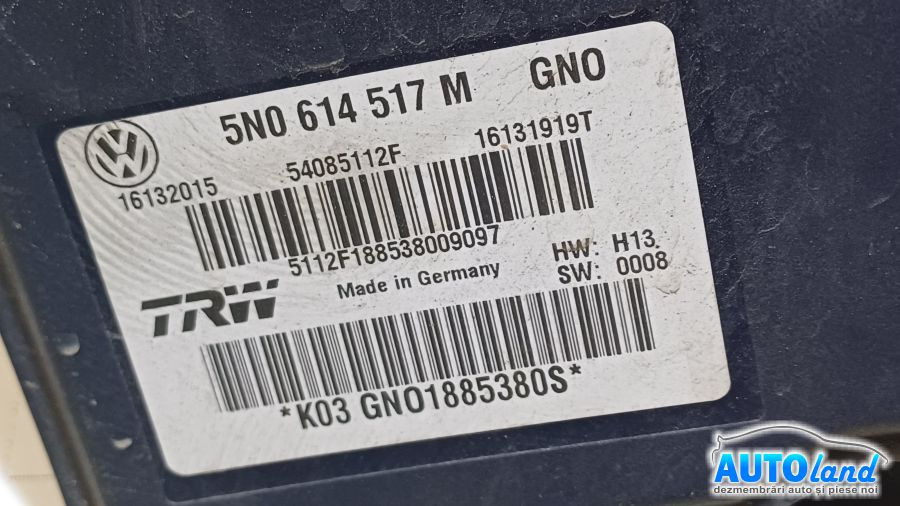 5N0 614 517 M GNO
16132015 54085112F 16131919T
5112F188538009097
TRW Made in Germany HW: H13.
SW: 0008
*K03 GNO1885380S*
AUTOland
dezmembrări auto și piese noi